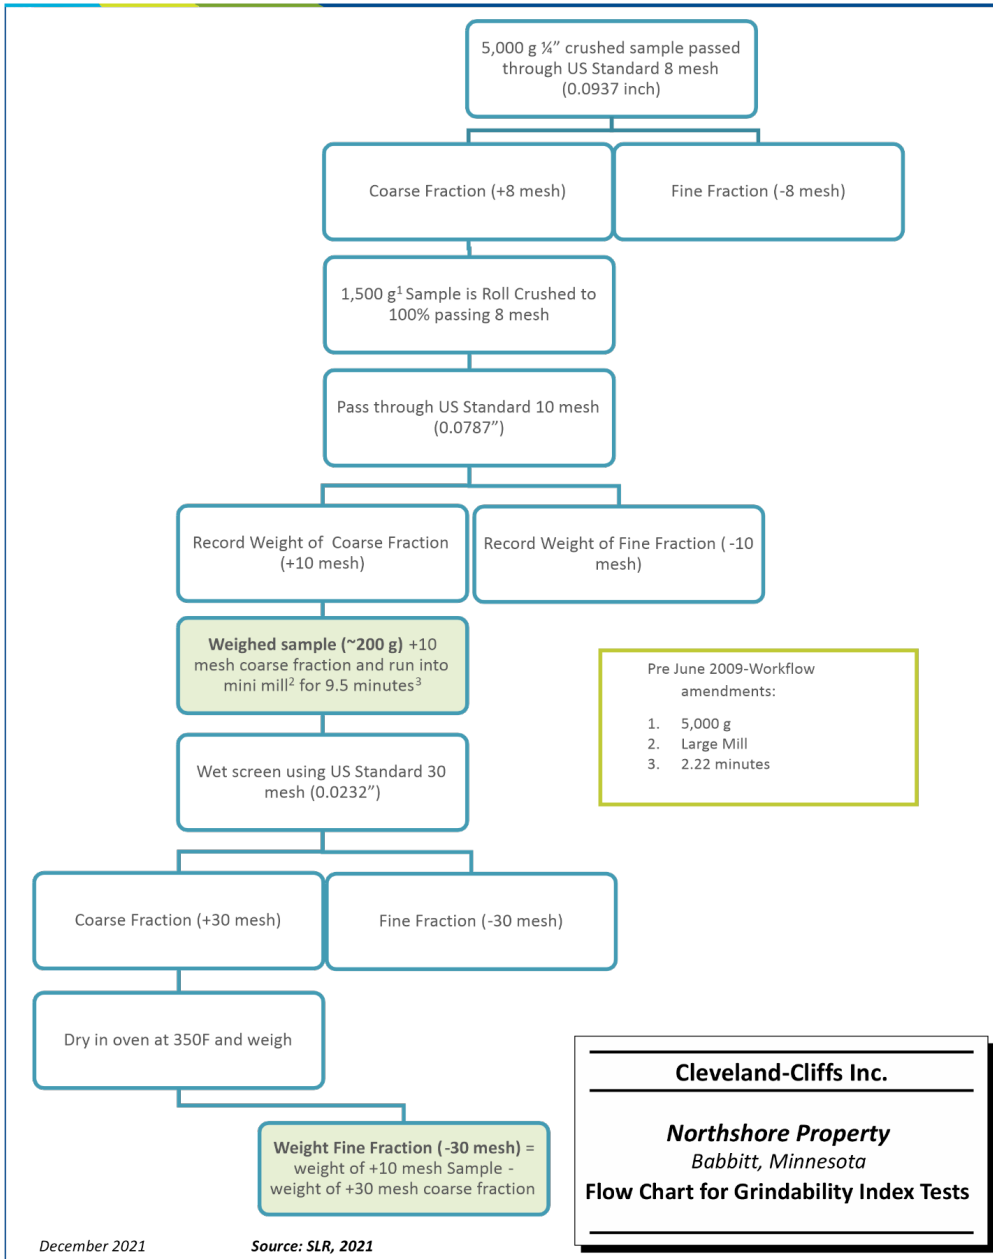 5,000 g ¼” crushed sample passed
through US Standard 8 mesh
(0.0937 inch)
Coarse Fraction (+8 mesh)
Fine Fraction (-8 mesh)
1,500 g¹ Sample is Roll Crushed to
100% passing 8 mesh
Pass through US Standard 10 mesh
(0.0787”)
Record Weight of Coarse Fraction
(+10 mesh)
Record Weight of Fine Fraction ( -10
mesh)
Weighed sample (~200 g) +10
mesh coarse fraction and run into
mini mill² for 9.5 minutes³
Pre June 2009-Workflow
amendments:
1. 5,000 g
2. Large Mill
3. 2.22 minutes
Wet screen using US Standard 30
mesh (0.0232”)
Coarse Fraction (+30 mesh)
Fine Fraction (-30 mesh)
Dry in oven at 350F and weigh
Weight Fine Fraction (-30 mesh) =
weight of +10 mesh Sample -
weight of +30 mesh coarse fraction
Cleveland-Cliffs Inc.
Northshore Property
Babbitt, Minnesota
Flow Chart for Grindability Index Tests
December 2021
Source: SLR, 2021